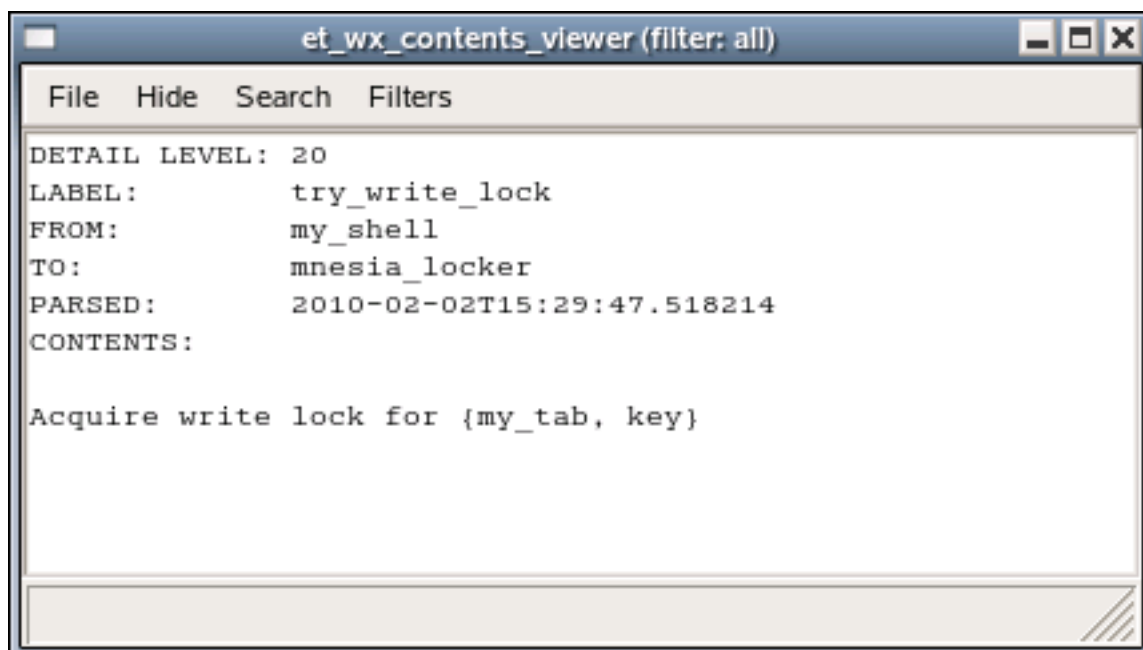 et_wx_contents_viewer (filter: all)
File Hide Search Filters
DETAIL LEVEL: 20
LABEL: try_write_lock
FROM: my_shell
TO: mnesia_locker
PARSED: 2010-02-02T15:29:47.518214
CONTENTS:
Acquire write lock for {my_tab, key}